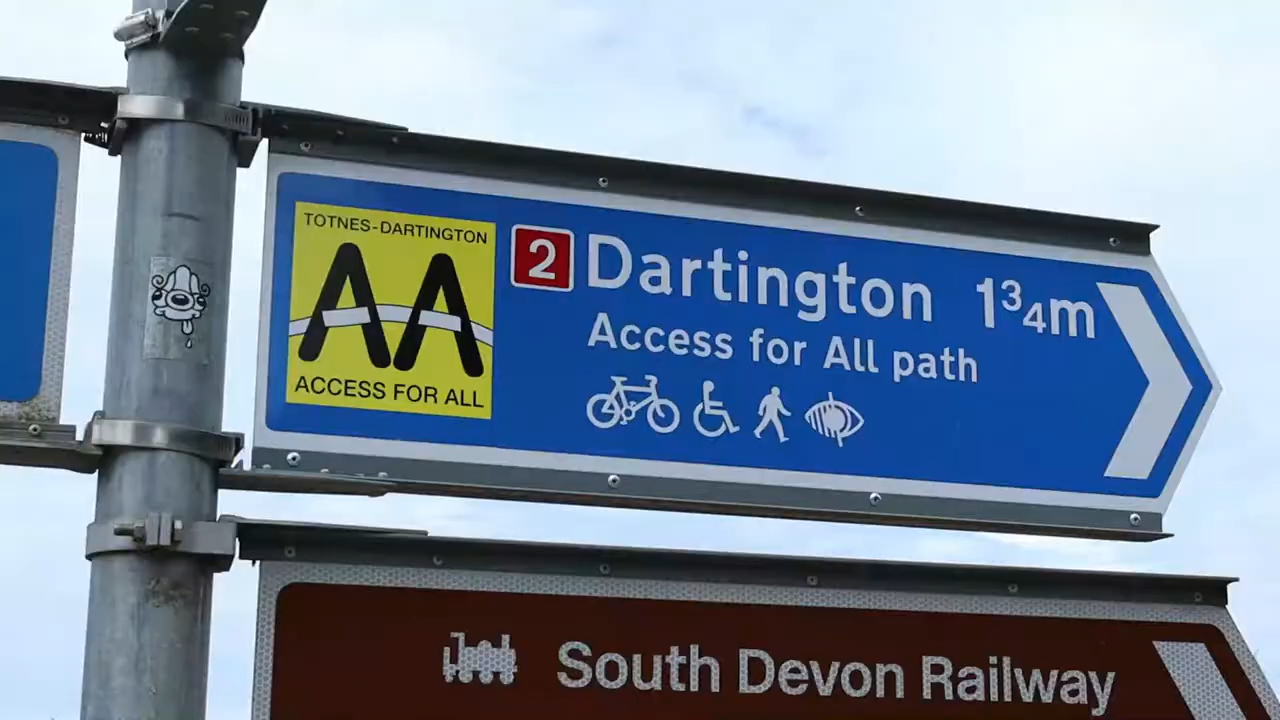 TOTNES-DARTINGTON
AA
ACCESS FOR ALL
2 Dartington 1¾m
Access for All path
South Devon Railway